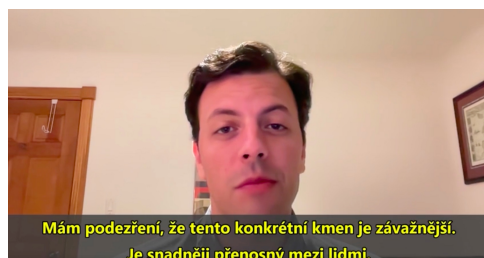 Mám podezření, že tento konkrétní kmen je závažnější.
Je snadněji přenosný mezi lidmi.